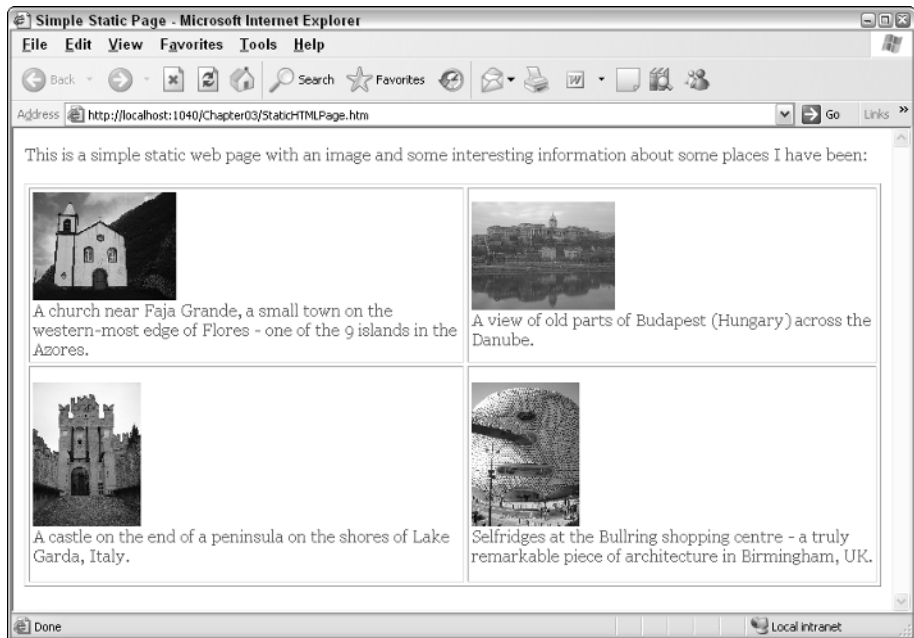 Simple Static Page - Microsoft Internet Explorer
File Edit View Favorites Tools Help
Back Search Favorites
Address http://localhost:1040/Chapter03/StaticHTMLPage.htm Go Links »
This is a simple static web page with an image and some interesting information about some places I have been:
A church near Faja Grande, a small town on the
western-most edge of Flores - one of the 9 islands in the
Azores.
A view of old parts of Budapest (Hungary) across the
Danube.
A castle on the end of a peninsula on the shores of Lake
Garda, Italy.
Selfridges at the Bullring shopping centre - a truly
remarkable piece of architecture in Birmingham, UK.
Done Local intranet